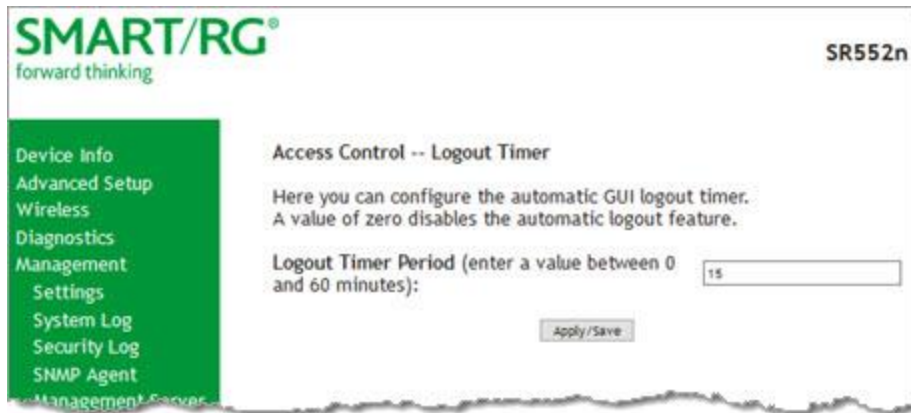 SMART/RG®
forward thinking
SR552n
Device Info
Advanced Setup
Wireless
Diagnostics
Management
Settings
System Log
Security Log
SNMP Agent
Management Server
Access Control -- Logout Timer
Here you can configure the automatic GUI logout timer.
A value of zero disables the automatic logout feature.
Logout Timer Period (enter a value between 0
and 60 minutes):
15
Apply/Save